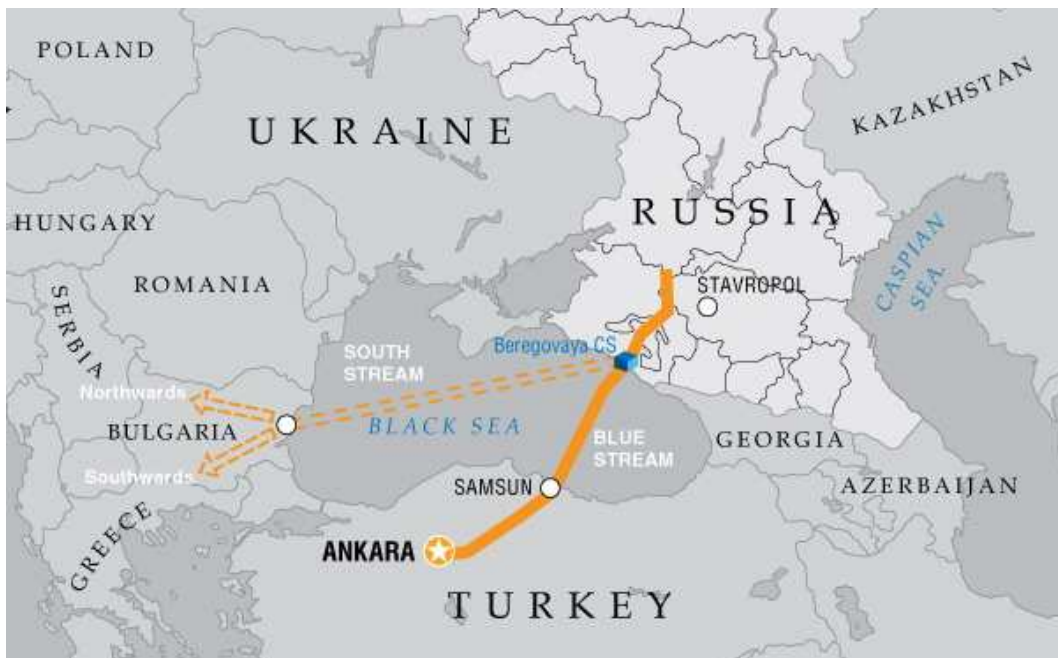 POLAND
UKRAINE
KAZAKHSTAN
HUNGARY
RUSSIA
ROMANIA
STAVROPOL
CASPIAN
SEA
SERBIA
Beregovaya CS
SOUTH
STREAM
Northwards
BULGARIA
BLACK SEA
BLUE
STREAM
GEORGIA
Southwards
SAMSUN
AZERBAIJAN
GREECE
ANKARA
TURKEY